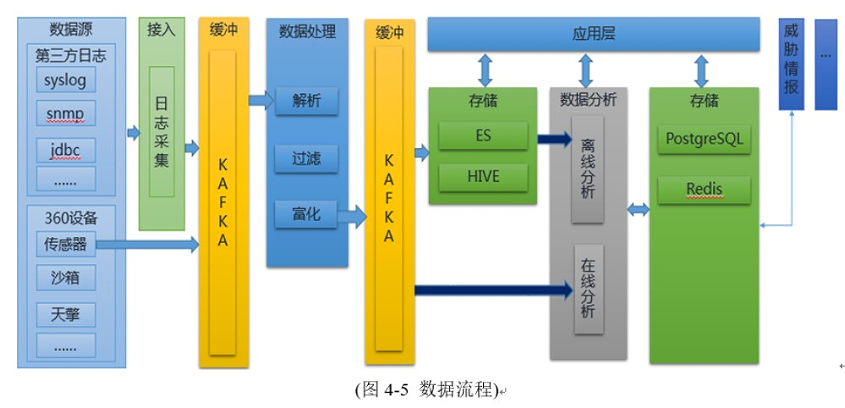 数据源
第三方日志
syslog
snmp
jdbc
......
360设备
传感器
沙箱
天擎
......
接入
日志采集
缓冲
KAFKA
数据处理
解析
过滤
富化
缓冲
KAFKA
应用层
存储
ES
HIVE
数据分析
离线分析
在线分析
存储
PostgreSQL
Redis
威胁情报
...
(图 4-5 数据流程)